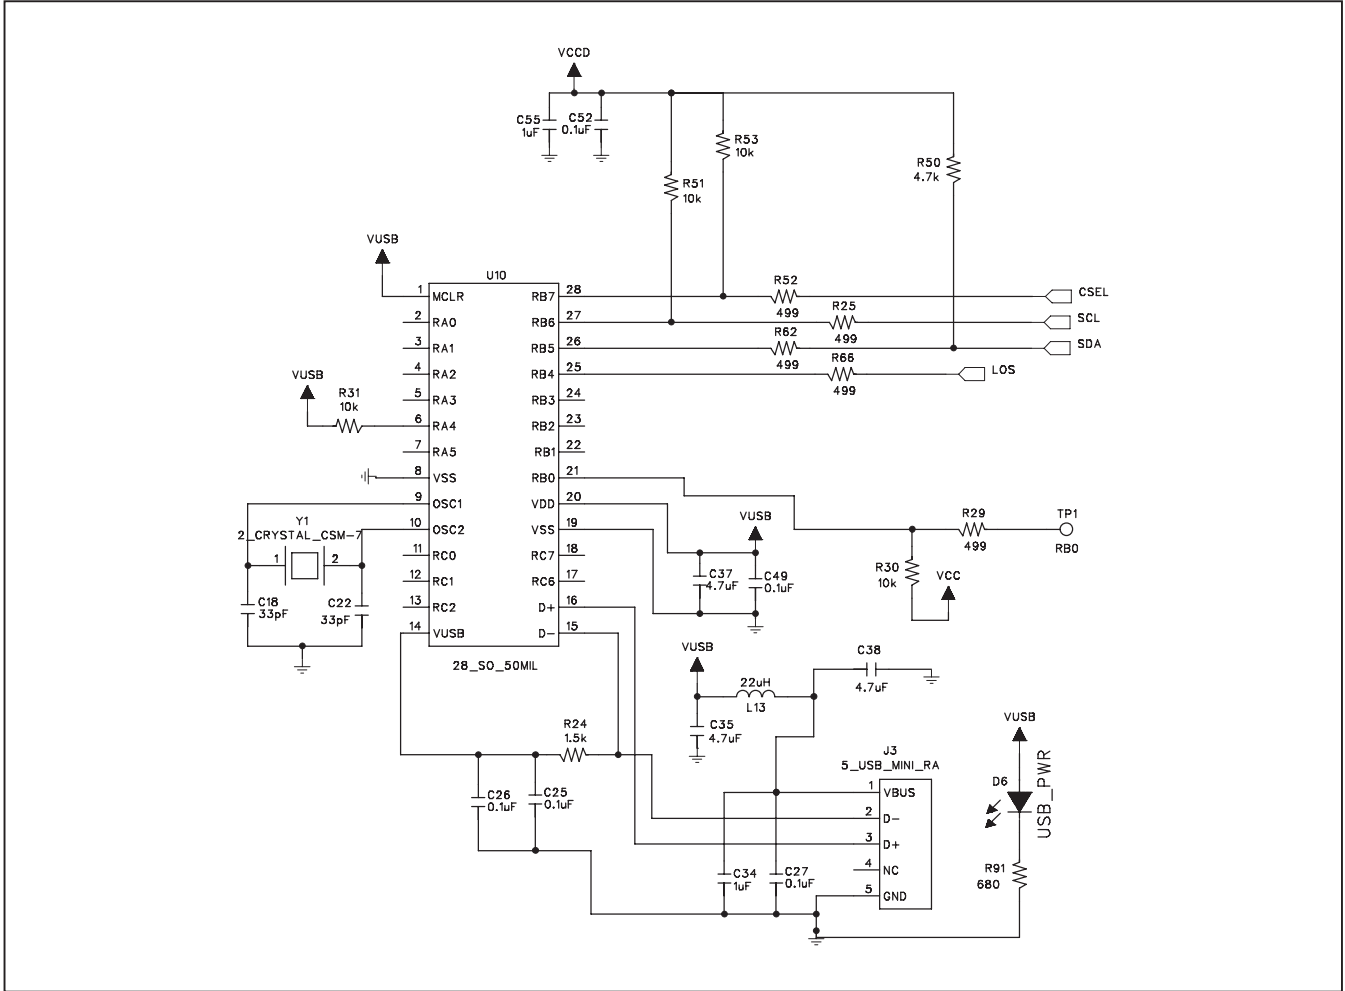 VCCD
C55
1uF
C52
0.1uF
R53
10k
R50
4.7k
R51
10k
VUSB
U10
1
MCLR
RB7
28
R52
499
CSEL
2
RA0
RB6
27
R25
499
SCL
3
RA1
RB5
26
R62
499
SDA
4
RA2
RB4
25
R66
499
LOS
VUSB
R31
10k
5
RA3
RB3
24
6
RA4
RB2
23
7
RA5
RB1
22
8
VSS
RB0
21
9
OSC1
VDD
20
10
OSC2
VSS
19
11
RC0
RC7
18
12
RC1
RC6
17
13
RC2
D+
16
14
VUSB
D-
15
28_SO_50MIL
Y1
2_CRYSTAL_CSM-7
1
2
C18
33pF
C22
33pF
VUSB
C37
4.7uF
C49
0.1uF
R29
499
TP1
RB0
R30
10k
VCC
VUSB
22uH
L13
C38
4.7uF
C35
4.7uF
R24
1.5k
C26
0.1uF
C25
0.1uF
J3
5_USB_MINI_RA
1
VBUS
2
D-
3
D+
4
NC
5
GND
C34
1uF
C27
0.1uF
VUSB
D6
USB_PWR
R91
680